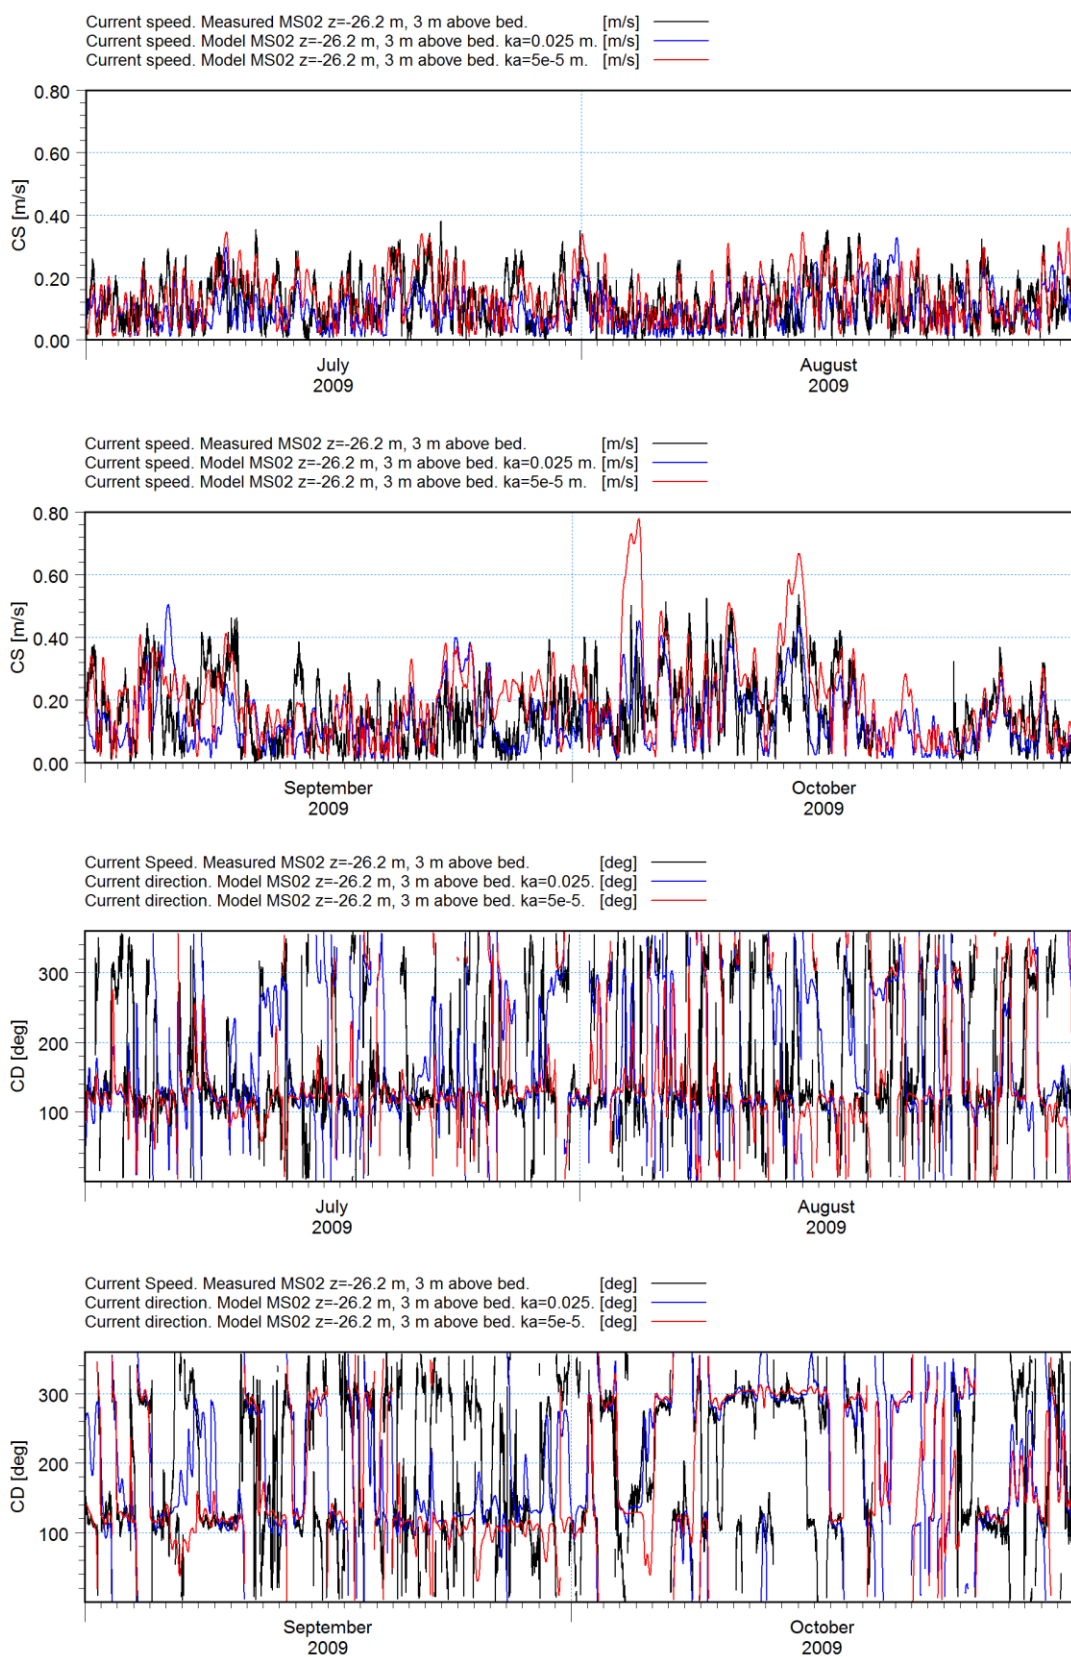 Current speed. Measured MS02 z=-26.2 m, 3 m above bed. [m/s]
Current speed. Model MS02 z=-26.2 m, 3 m above bed. ka=0.025 m. [m/s]
Current speed. Model MS02 z=-26.2 m, 3 m above bed. ka=5e-5 m. [m/s]
0.80
0.60
0.40
0.20
0.00
CS [m/s]
July August
2009 2009
Current speed. Measured MS02 z=-26.2 m, 3 m above bed. [m/s]
Current speed. Model MS02 z=-26.2 m, 3 m above bed. ka=0.025 m. [m/s]
Current speed. Model MS02 z=-26.2 m, 3 m above bed. ka=5e-5 m. [m/s]
0.80
0.60
0.40
0.20
0.00
CS [m/s]
September October
2009 2009
Current Speed. Measured MS02 z=-26.2 m, 3 m above bed. [deg]
Current direction. Model MS02 z=-26.2 m, 3 m above bed. ka=0.025. [deg]
Current direction. Model MS02 z=-26.2 m, 3 m above bed. ka=5e-5. [deg]
300
200
100
CD [deg]
July August
2009 2009
Current Speed. Measured MS02 z=-26.2 m, 3 m above bed. [deg]
Current direction. Model MS02 z=-26.2 m, 3 m above bed. ka=0.025. [deg]
Current direction. Model MS02 z=-26.2 m, 3 m above bed. ka=5e-5. [deg]
300
200
100
CD [deg]
September October
2009 2009